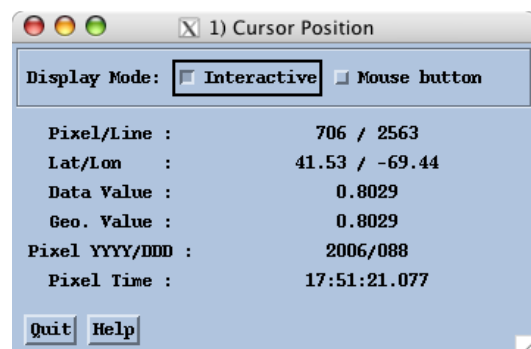 1) Cursor Position
Display Mode: Interactive Mouse button
Pixel/Line : 706 / 2563
Lat/Lon : 41.53 / -69.44
Data Value : 0.8029
Geo. Value : 0.8029
Pixel YYYY/DDD : 2006/088
Pixel Time : 17:51:21.077
Quit Help